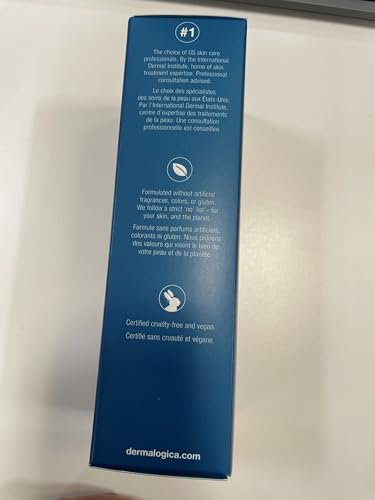 #1
The choice of US skin care
professionals. By the International
Dermal Institute, home of skin
treatment expertise. Professional
consultation advised.
Le choix des spécialistes
des soins de la peau aux États-Unis.
Par l'International Dermal Institute,
centre d'expertise des traitements
de la peau. Une consultation
professionnelle est conseillée.
Formulated without artificial
fragrances, colors, or gluten.
We follow a strict 'no' list – for
your skin, and the planet.
Formule sans parfums artificiels,
colorants ni gluten. Nous prônons
des valeurs qui visent le bien de
votre peau et de la planète.
Certified cruelty-free and vegan.
Certifié sans cruauté et végane.
dermalogica.com